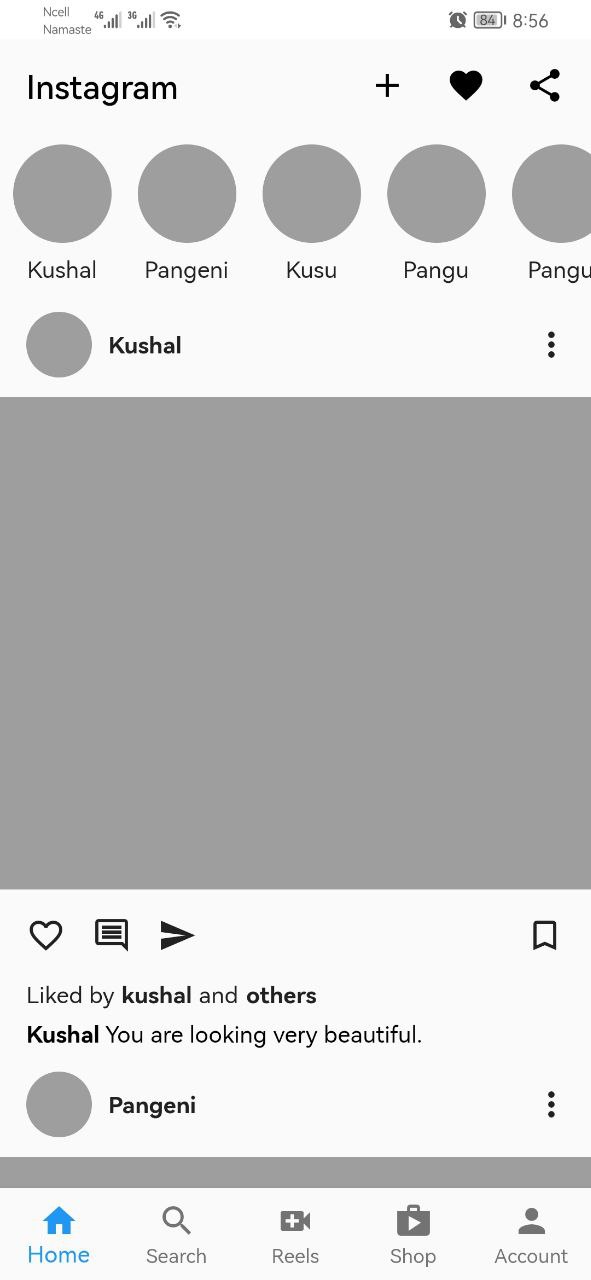 Ncell
Namaste 4G 3G 84 8:56
Instagram
Kushal Pangeni Kusu Pangu Pangu
Kushal
Liked by kushal and others
Kushal You are looking very beautiful.
Pangeni
Home Search Reels Shop Account